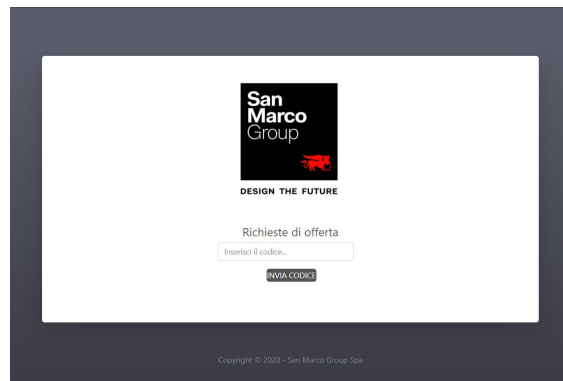 San
Marco
Group
DESIGN THE FUTURE
Richieste di offerta
Inserisci il codice...
INVIA CODICE
Copyright © 2020 - San Marco Group Spa